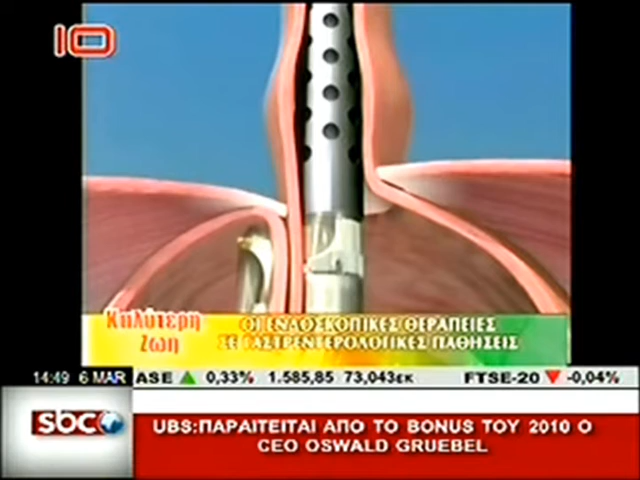 10
Καλύτερη
Ζωη
ΟΙ ΕΝΔΟΣΚΟΠΙΚΕΣ ΘΕΡΑΠΕΙΕΣ
ΣΕ ΓΑΣΤΡΕΝΤΕΡΟΛΟΓΙΚΕΣ ΠΑΘΗΣΕΙΣ
14:49 6 MAR ASE ▲ 0,33% 1.585,85 73,043εκ FTSE-20 ▼ -0,04%
sbc
UBS:ΠΑΡΑΙΤΕΙΤΑΙ ΑΠΟ ΤΟ BONUS ΤΟΥ 2010 Ο
CEO OSWALD GRUEBEL